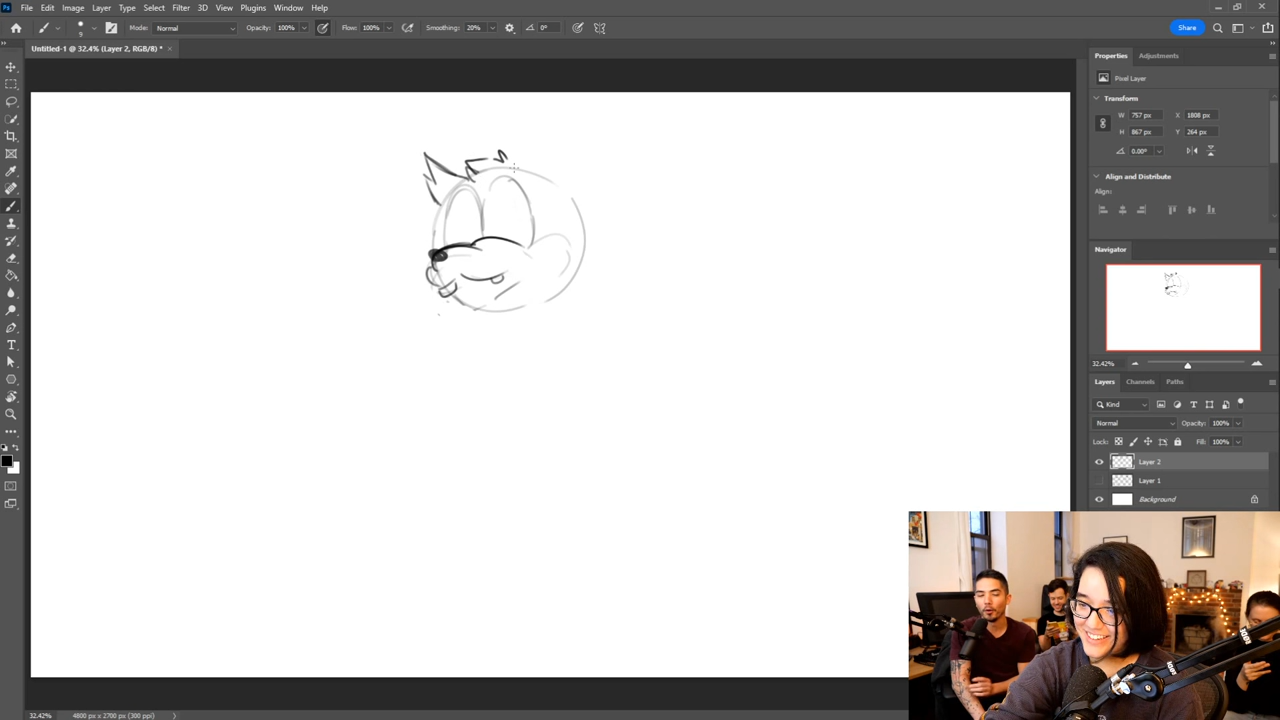 Ps File Edit Image Layer Type Select Filter 3D View Plugins Window Help
9 Mode: Normal Opacity: 100% Flow: 100% Smoothing: 20% 0° Share
Untitled-1 @ 32.4% (Layer 2, RGB/8) * ×
Properties Adjustments
Pixel Layer
Transform
W 757 px X 1808 px
H 867 px Y 264 px
0.00°
Align and Distribute
Align:
Navigator
32.42%
Layers Channels Paths
Kind
Normal Opacity: 100%
Lock: Fill: 100%
Layer 2
Layer 1
Background
32.42% 4800 px x 2700 px (300 ppi)